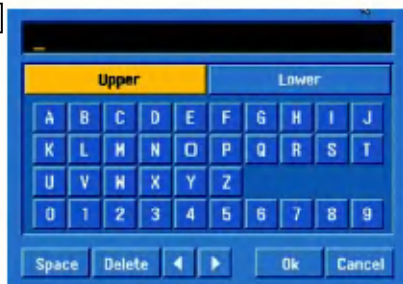 Upper Lower
A B C D E F G H I J
K L M N O P Q R S T
U V W X Y Z
0 1 2 3 4 5 6 7 8 9
Space Delete ◀ ▶ Ok Cancel